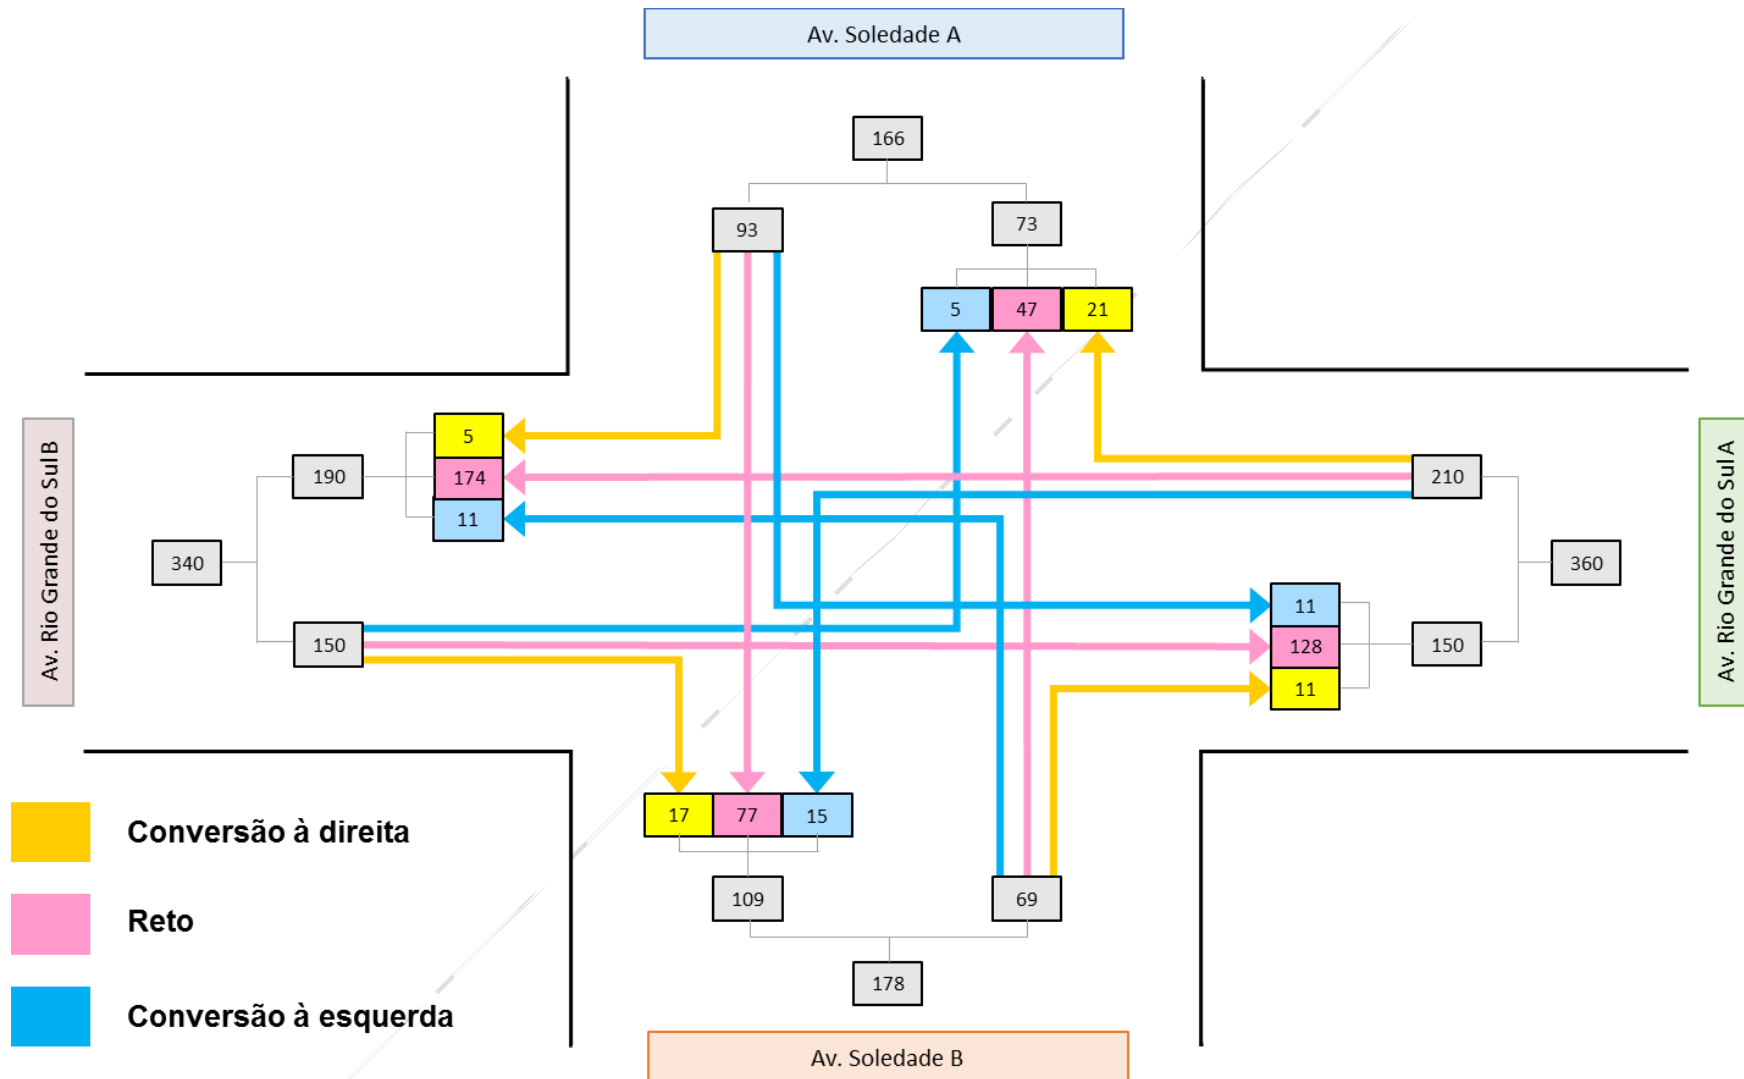 Av. Soledade A
166
93
73
5 47 21
5
190
174
210
11
Av. Rio Grande do Sul B
340
360
Av. Rio Grande do Sul A
11
150
128
150
11
17 77 15
Conversão à direita
109
69
Reto
178
Conversão à esquerda
Av. Soledade B